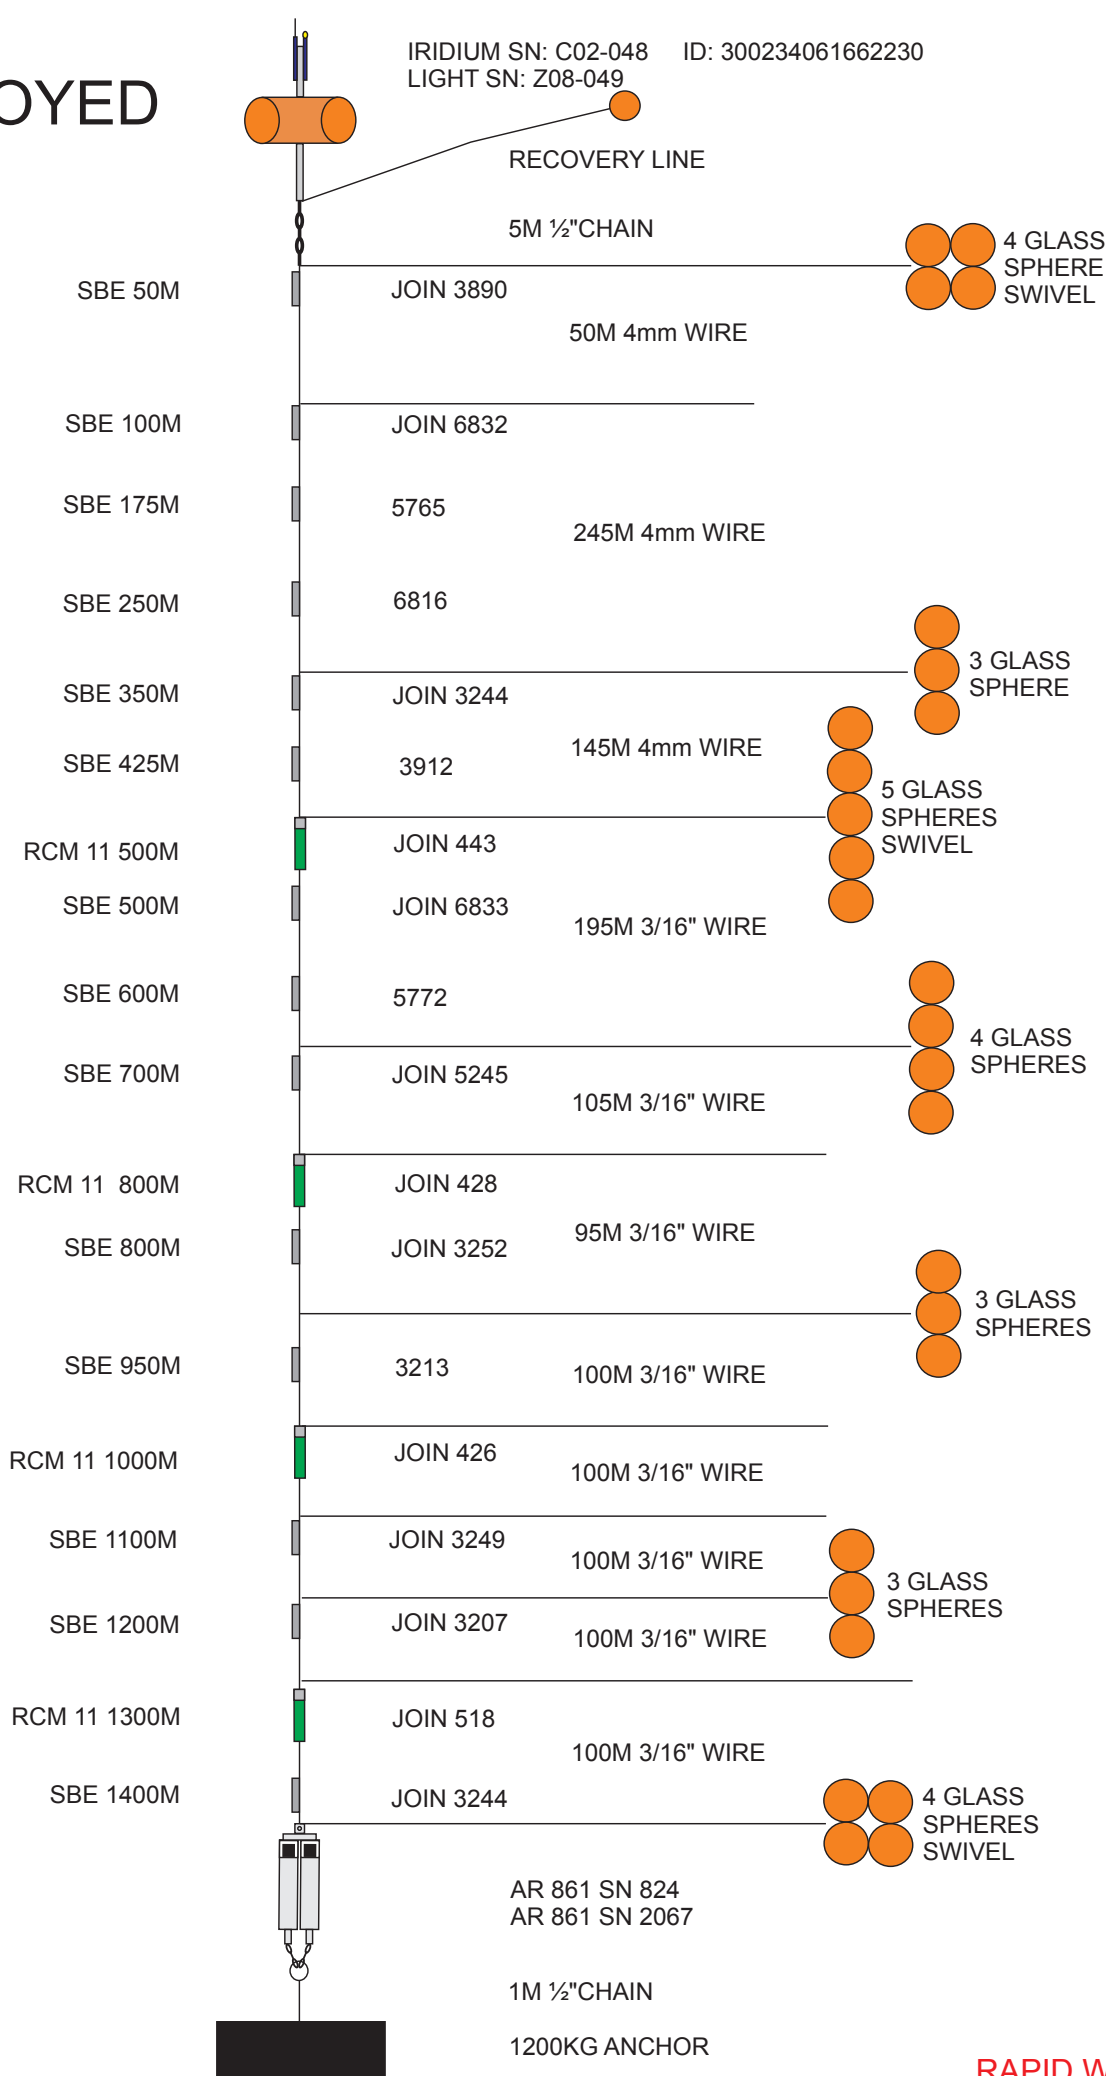 IRIDIUM SN: C02-048 ID: 300234061662230
LIGHT SN: Z08-049
OYED
RECOVERY LINE
5M ½"CHAIN
4 GLASS
SPHERE
SWIVEL
SBE 50M
JOIN 3890
50M 4mm WIRE
SBE 100M
JOIN 6832
SBE 175M
5765
245M 4mm WIRE
SBE 250M
6816
3 GLASS
SPHERE
SBE 350M
JOIN 3244
145M 4mm WIRE
SBE 425M
3912
5 GLASS
SPHERES
SWIVEL
RCM 11 500M
JOIN 443
SBE 500M
JOIN 6833
195M 3/16" WIRE
SBE 600M
5772
4 GLASS
SPHERES
SBE 700M
JOIN 5245
105M 3/16" WIRE
RCM 11 800M
JOIN 428
95M 3/16" WIRE
SBE 800M
JOIN 3252
3 GLASS
SPHERES
SBE 950M
3213
100M 3/16" WIRE
RCM 11 1000M
JOIN 426
100M 3/16" WIRE
SBE 1100M
JOIN 3249
100M 3/16" WIRE
3 GLASS
SPHERES
SBE 1200M
JOIN 3207
100M 3/16" WIRE
RCM 11 1300M
JOIN 518
100M 3/16" WIRE
SBE 1400M
JOIN 3244
4 GLASS
SPHERES
SWIVEL
AR 861 SN 824
AR 861 SN 2067
1M ½"CHAIN
1200KG ANCHOR
RAPID W